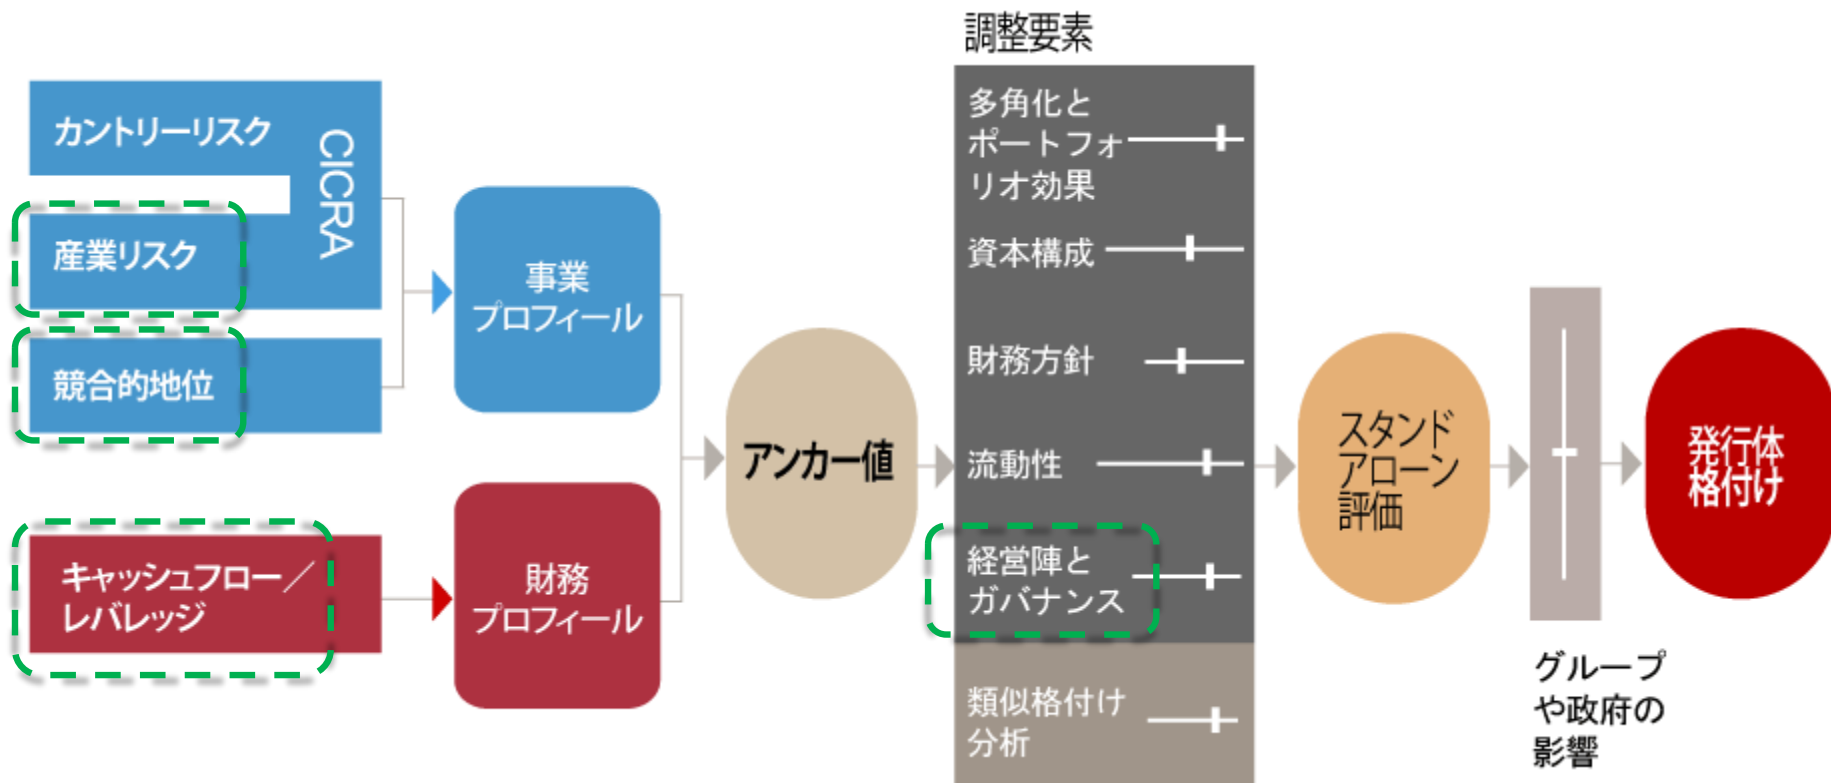 調整要素
カントリーリスク
CICRA
産業リスク
競合的地位
キャッシュフロー／
レバレッジ
事業
プロフィール
財務
プロフィール
アンカー値
多角化と
ポートフォ
リオ効果
資本構成
財務方針
流動性
経営陣と
ガバナンス
類似格付け
分析
スタンド
アローン
評価
グループ
や政府の
影響
発行体
格付け